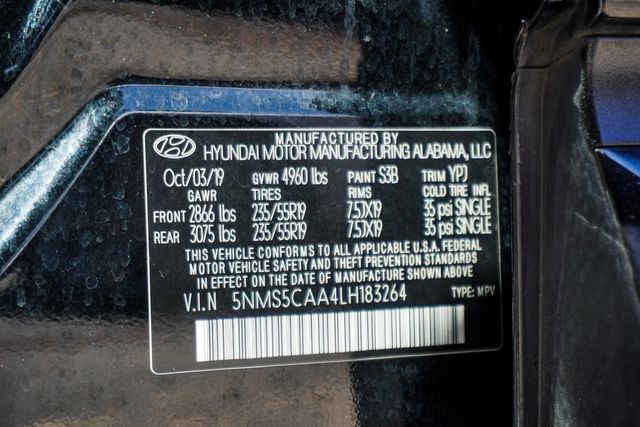 MANUFACTURED BY
HYUNDAI MOTOR MANUFACTURING ALABAMA, LLC
Oct/03/19 GVWR 4960 lbs PAINT S3B TRIM YPJ
GAWR TIRES RIMS COLD TIRE INFL
FRONT 2866 lbs 235/55R19 7.5JX19 35 psi SINGLE
REAR 3075 lbs 235/55R19 7.5JX19 35 psi SINGLE
THIS VEHICLE CONFORMS TO ALL APPLICABLE U.S.A. FEDERAL
MOTOR VEHICLE SAFETY AND THEFT PREVENTION STANDARDS
IN EFFECT ON THE DATE OF MANUFACTURE SHOWN ABOVE
V.I.N 5NMS5CAA4LH183264 TYPE: MPV